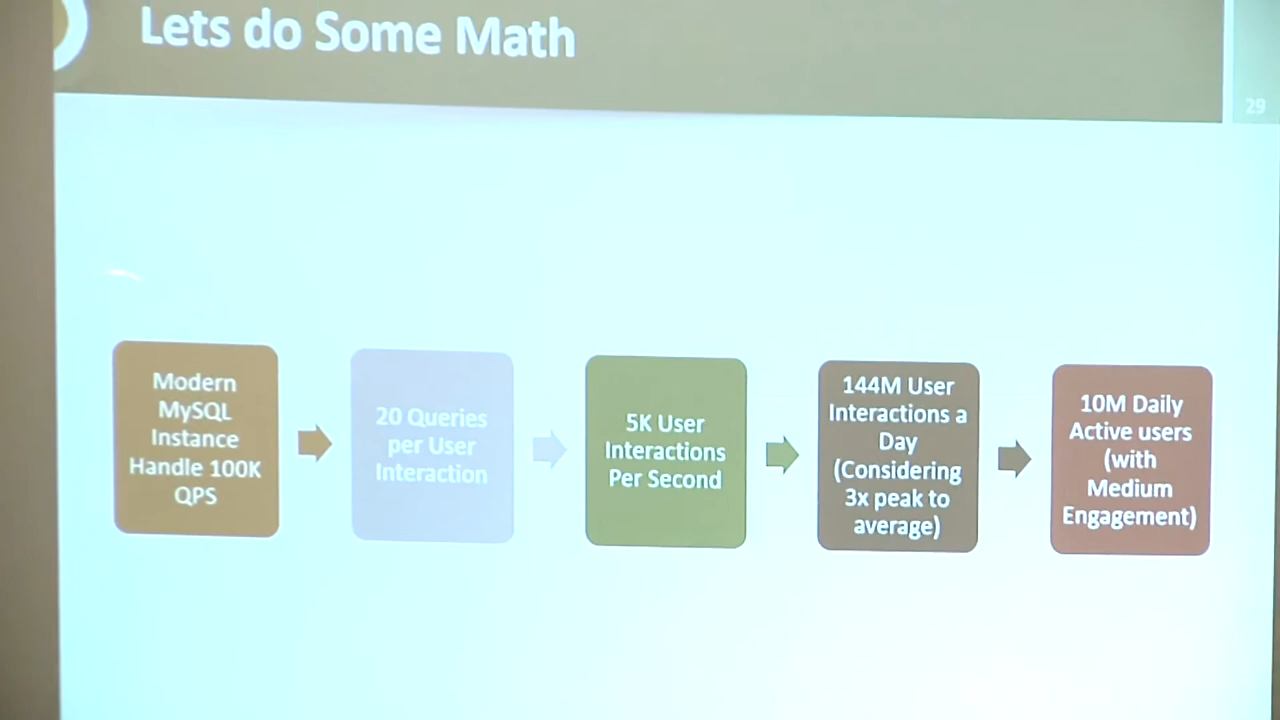 Lets do Some Math
29
Modern
MySQL
Instance
Handle 100K
QPS
20 Queries
per User
Interaction
5K User
Interactions
Per Second
144M User
Interactions a
Day
(Considering
3x peak to
average)
10M Daily
Active users
(with
Medium
Engagement)